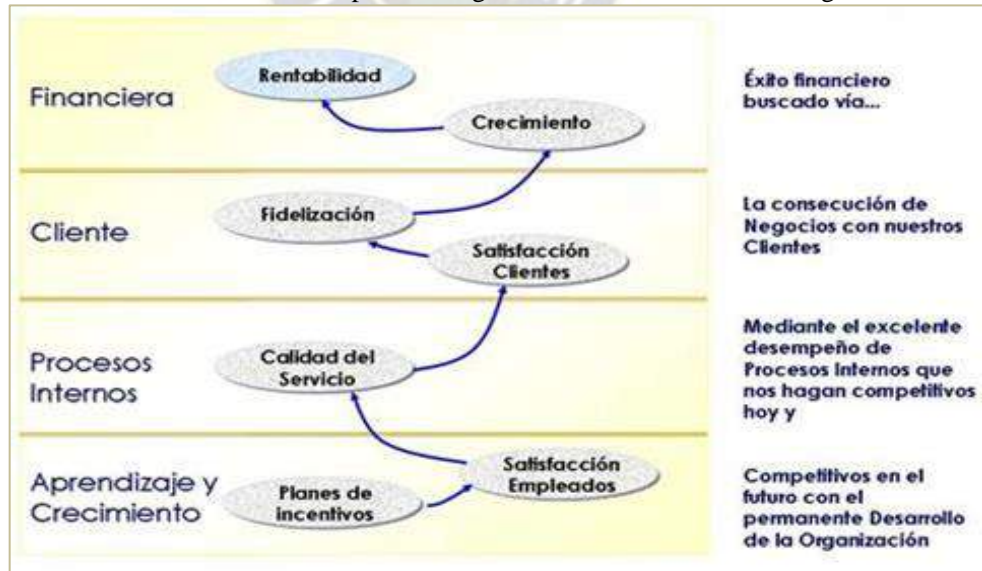 Financiera
Rentabilidad
Crecimiento
Éxito financiero
buscado vía...
Cliente
Fidelización
Satisfacción
Clientes
La consecución de
Negocios con nuestros
Clientes
Procesos
Internos
Calidad del
Servicio
Mediante el excelente
desempeño de
Procesos Internos que
nos hagan competitivos
hoy y
Aprendizaje y
Crecimiento
Planes de
incentivos
Satisfacción
Empleados
Competitivos en el
futuro con el
permanente Desarrollo
de la Organización